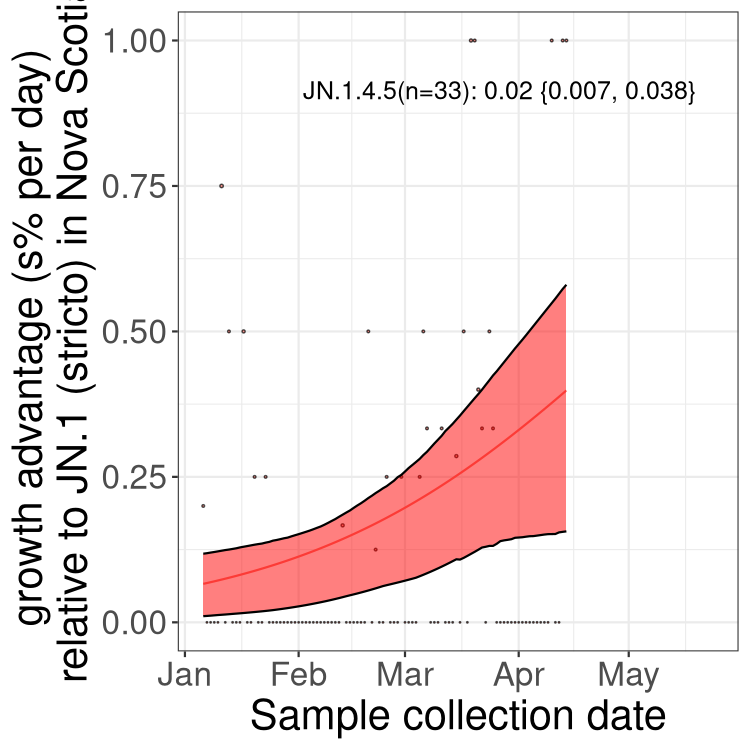 growth advantage (s% per day)
relative to JN.1 (stricto) in Nova Scotia
1.00
0.75
0.50
0.25
0.00
JN.1.4.5(n=33): 0.02 {0.007, 0.038}
Jan Feb Mar Apr May
Sample collection date